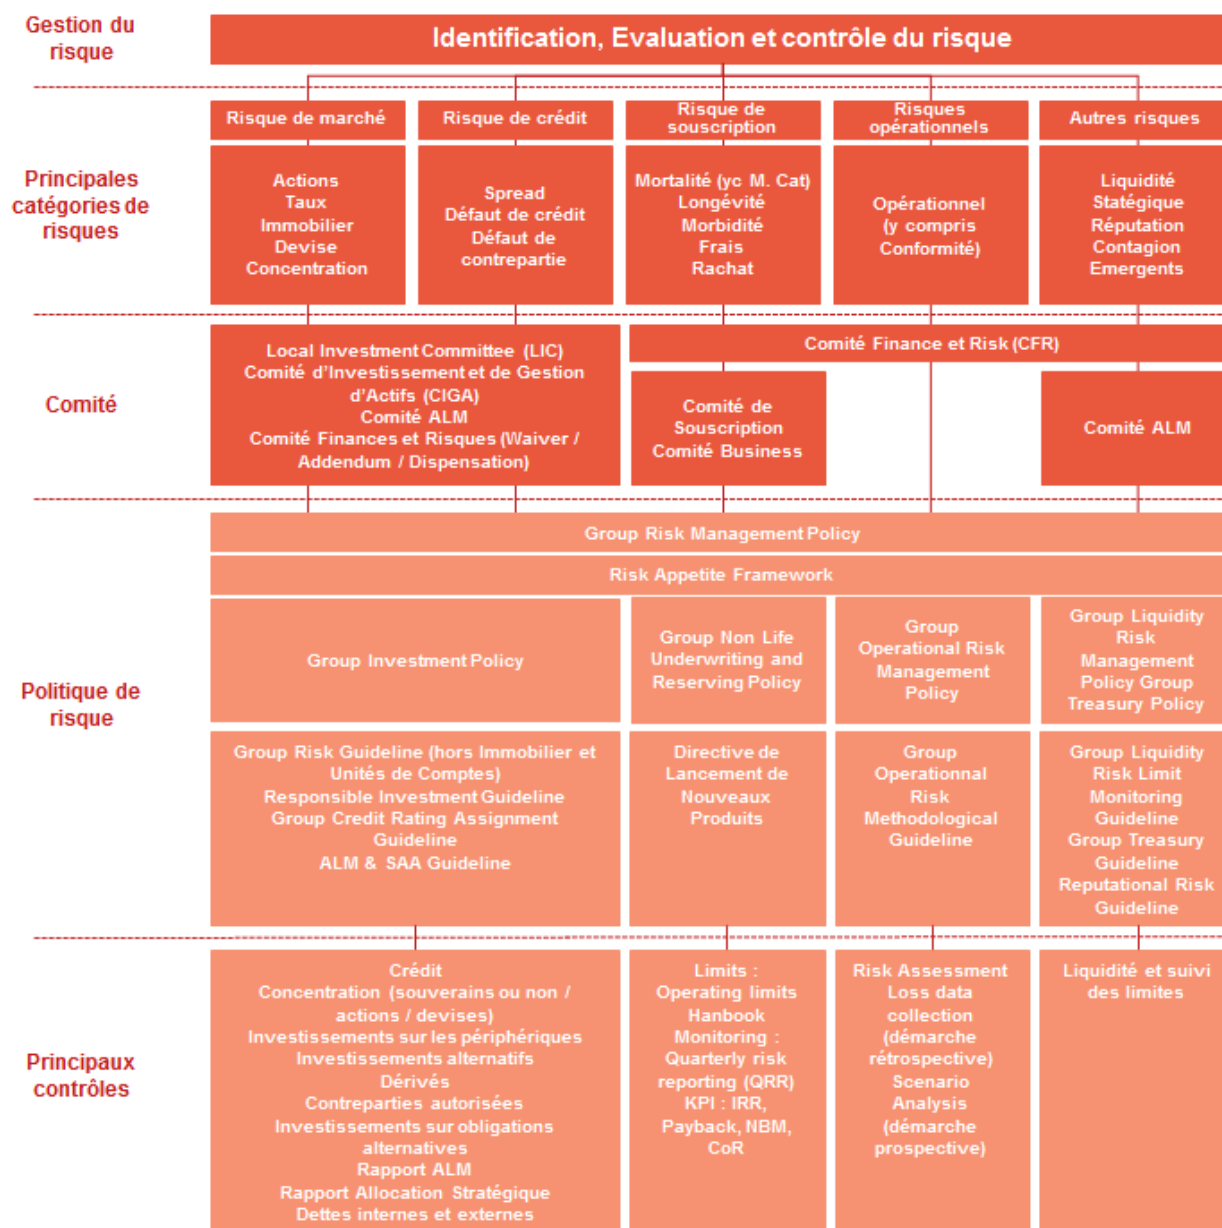 Gestion du
risque
Identification, Evaluation et contrôle du risque
Principales
catégories de
risques
Risque de marché
Risque de crédit
Risque de
souscription
Risques
opérationnels
Autres risques
Actions
Taux
Immobilier
Devise
Concentration
Spread
Défaut de crédit
Défaut de
contrepartie
Mortalité (yc M. Cat)
Longévité
Morbidité
Frais
Rachat
Opérationnel
(y compris
Conformité)
Liquidité
Statégique
Réputation
Contagion
Emergents
Comité
Local Investment Committee (LIC)
Comité d'Investissement et de Gestion
d'Actifs (CIGA)
Comité ALM
Comité Finances et Risques (Waiver /
Addendum / Dispensation)
Comité Finance et Risk (CFR)
Comité de
Souscription
Comité Business
Comité ALM
Politique de
risque
Group Risk Management Policy
Risk Appetite Framework
Group Investment Policy
Group Non Life
Underwriting and
Reserving Policy
Group
Operational Risk
Management
Policy
Group Liquidity
Risk
Management
Policy Group
Treasury Policy
Group Risk Guideline (hors Immobilier et
Unités de Comptes)
Responsible Investment Guideline
Group Credit Rating Assignment
Guideline
ALM & SAA Guideline
Directive de
Lancement de
Nouveaux
Produits
Group
Operationnal
Risk
Methodological
Guideline
Group Liquidity
Risk Limit
Monitoring
Guideline
Group Treasury
Guideline
Reputational Risk
Guideline
Principaux
contrôles
Crédit
Concentration (souverains ou non /
actions / devises)
Investissements sur les périphériques
Investissements alternatifs
Dérivés
Contreparties autorisées
Investissements sur obligations
alternatives
Rapport ALM
Rapport Allocation Stratégique
Dettes internes et externes
Limits :
Operating limits
Hanbook
Monitoring :
Quarterly risk
reporting (QRR)
KPI : IRR,
Payback, NBM,
CoR
Risk Assessment
Loss data
collection
(démarche
rétrospective)
Scenario
Analysis
(démarche
prospective)
Liquidité et suivi
des limites